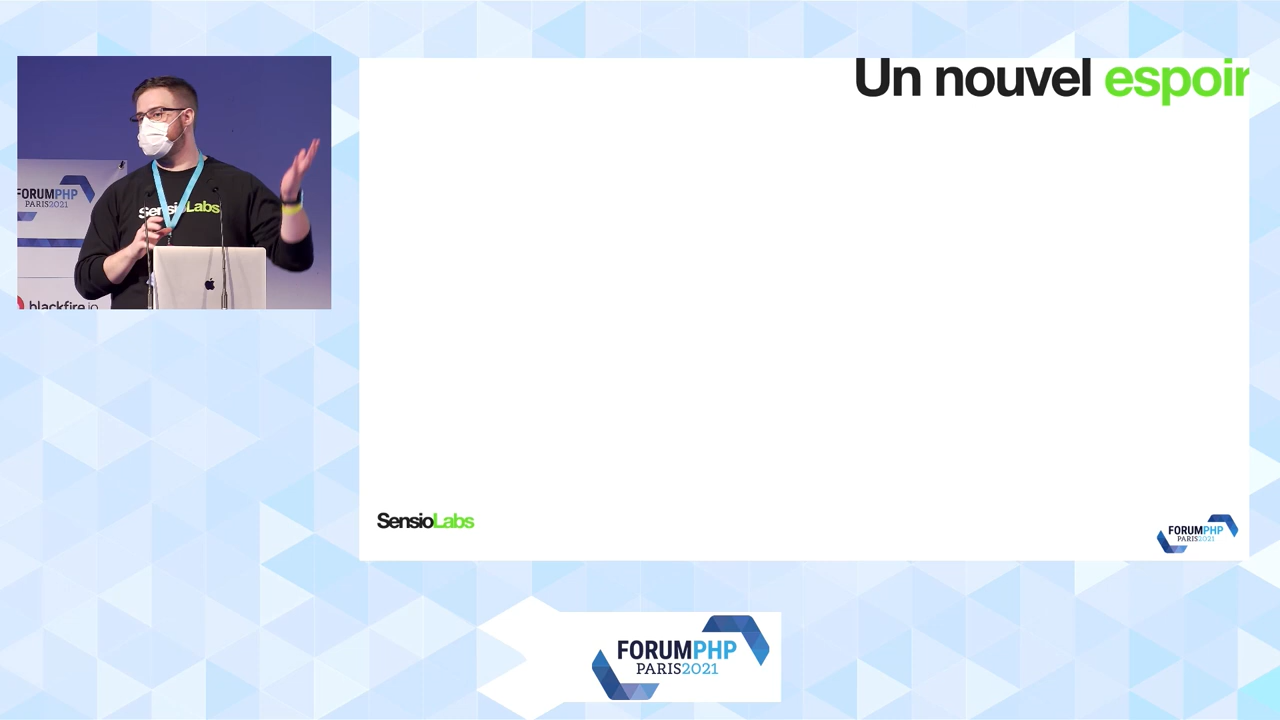 Un nouvel espoir
FORUMPHP
PARIS2021
SensioLabs
blackfire.io
SensioLabs
FORUMPHP
PARIS2021
FORUMPHP
PARIS2021